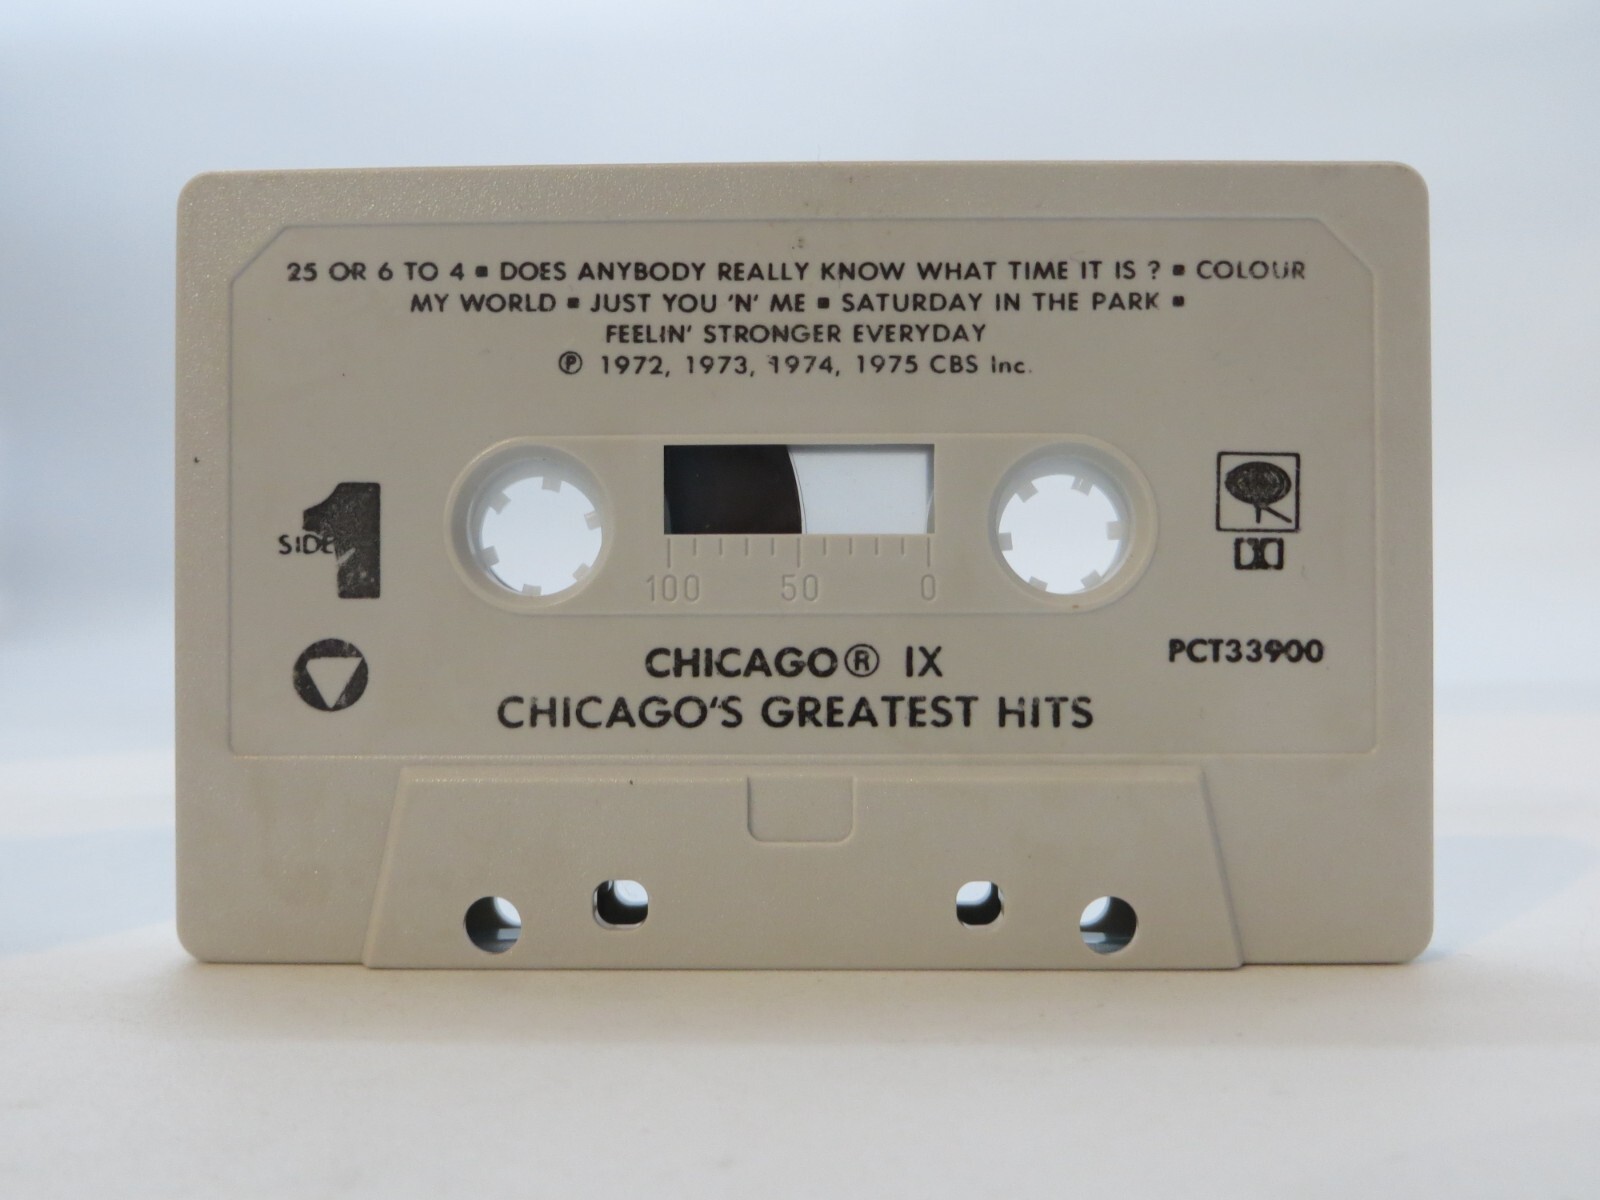 25 OR 6 TO 4 ▪ DOES ANYBODY REALLY KNOW WHAT TIME IT IS ? ▪ COLOUR
MY WORLD ▪ JUST YOU 'N' ME ▪ SATURDAY IN THE PARK ▪
FEELIN' STRONGER EVERYDAY
℗ 1972, 1973, 1974, 1975 CBS Inc.
SIDE 1
100 50 0
PCT33900
CHICAGO® IX
CHICAGO'S GREATEST HITS